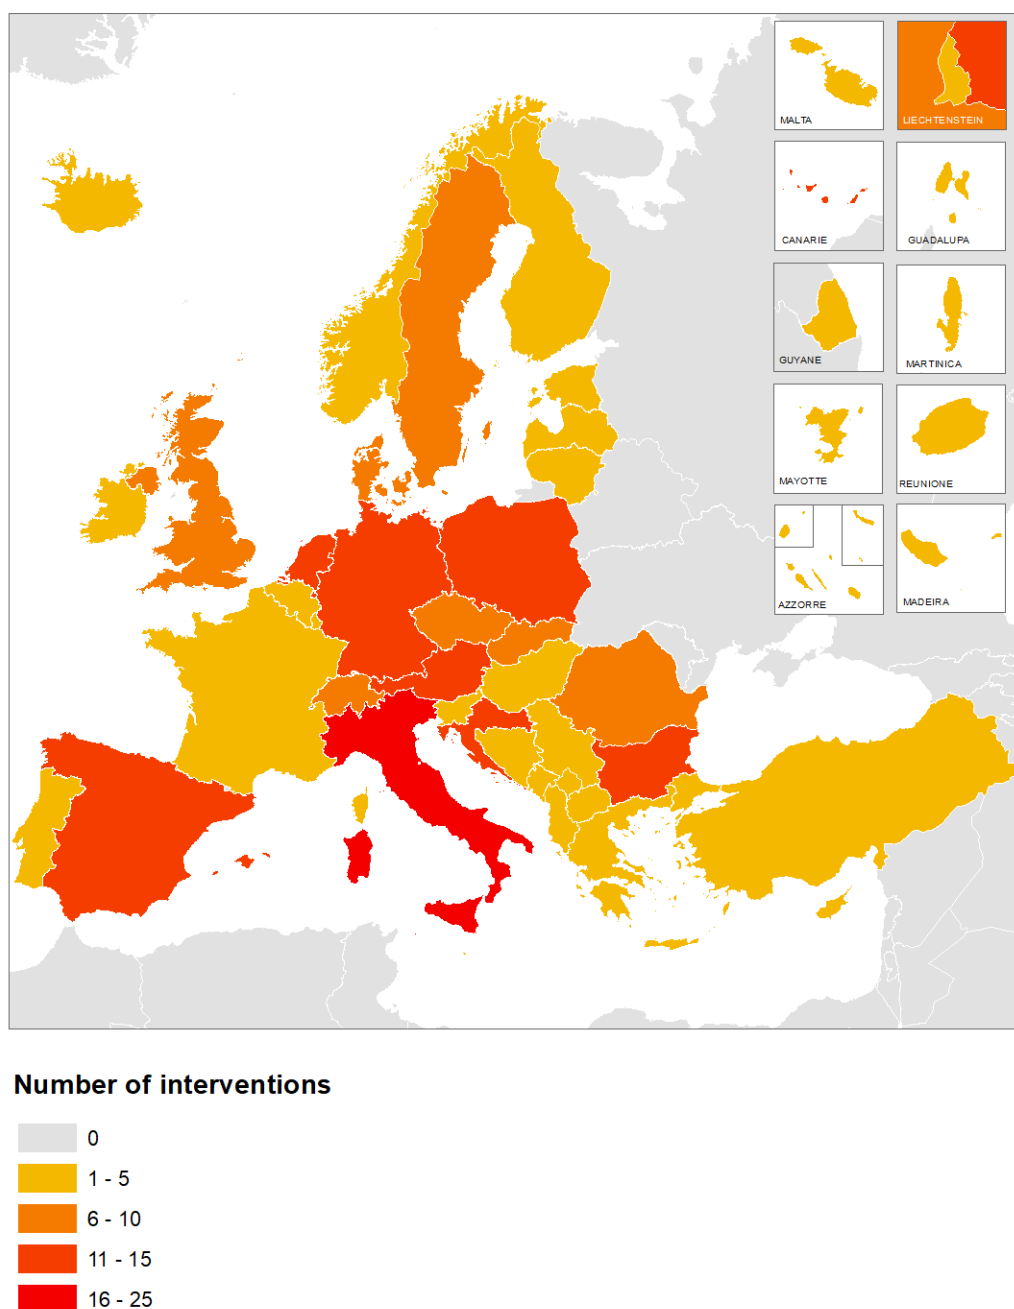 MALTA
LIECHTENSTEIN
CANARIE
GUADALUPA
GUYANE
MARTINICA
MAYOTTE
REUNIONE
AZZORRE
MADEIRA
Number of interventions
0
1 - 5
6 - 10
11 - 15
16 - 25